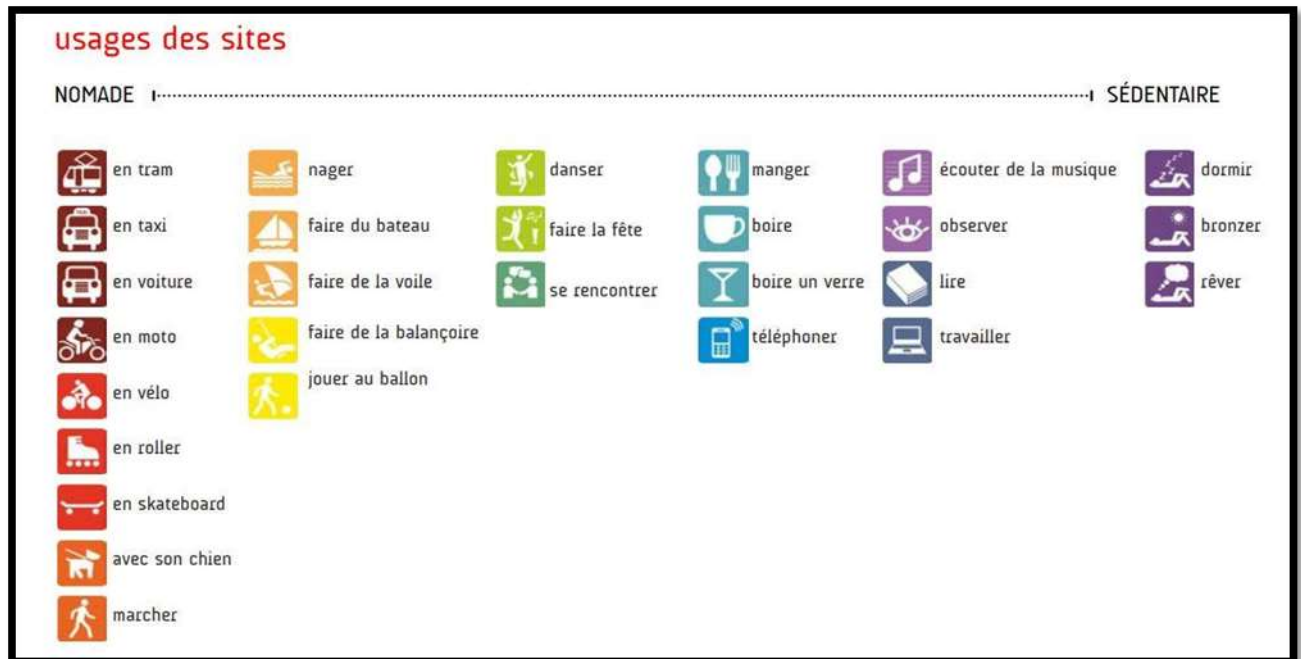 usages des sites
NOMADE SÉDENTAIRE
en tram
en taxi
en voiture
en moto
en vélo
en roller
en skateboard
avec son chien
marcher
nager
faire du bateau
faire de la voile
faire de la balançoire
jouer au ballon
danser
faire la fête
se rencontrer
manger
boire
boire un verre
téléphoner
écouter de la musique
observer
lire
travailler
dormir
bronzer
rêver